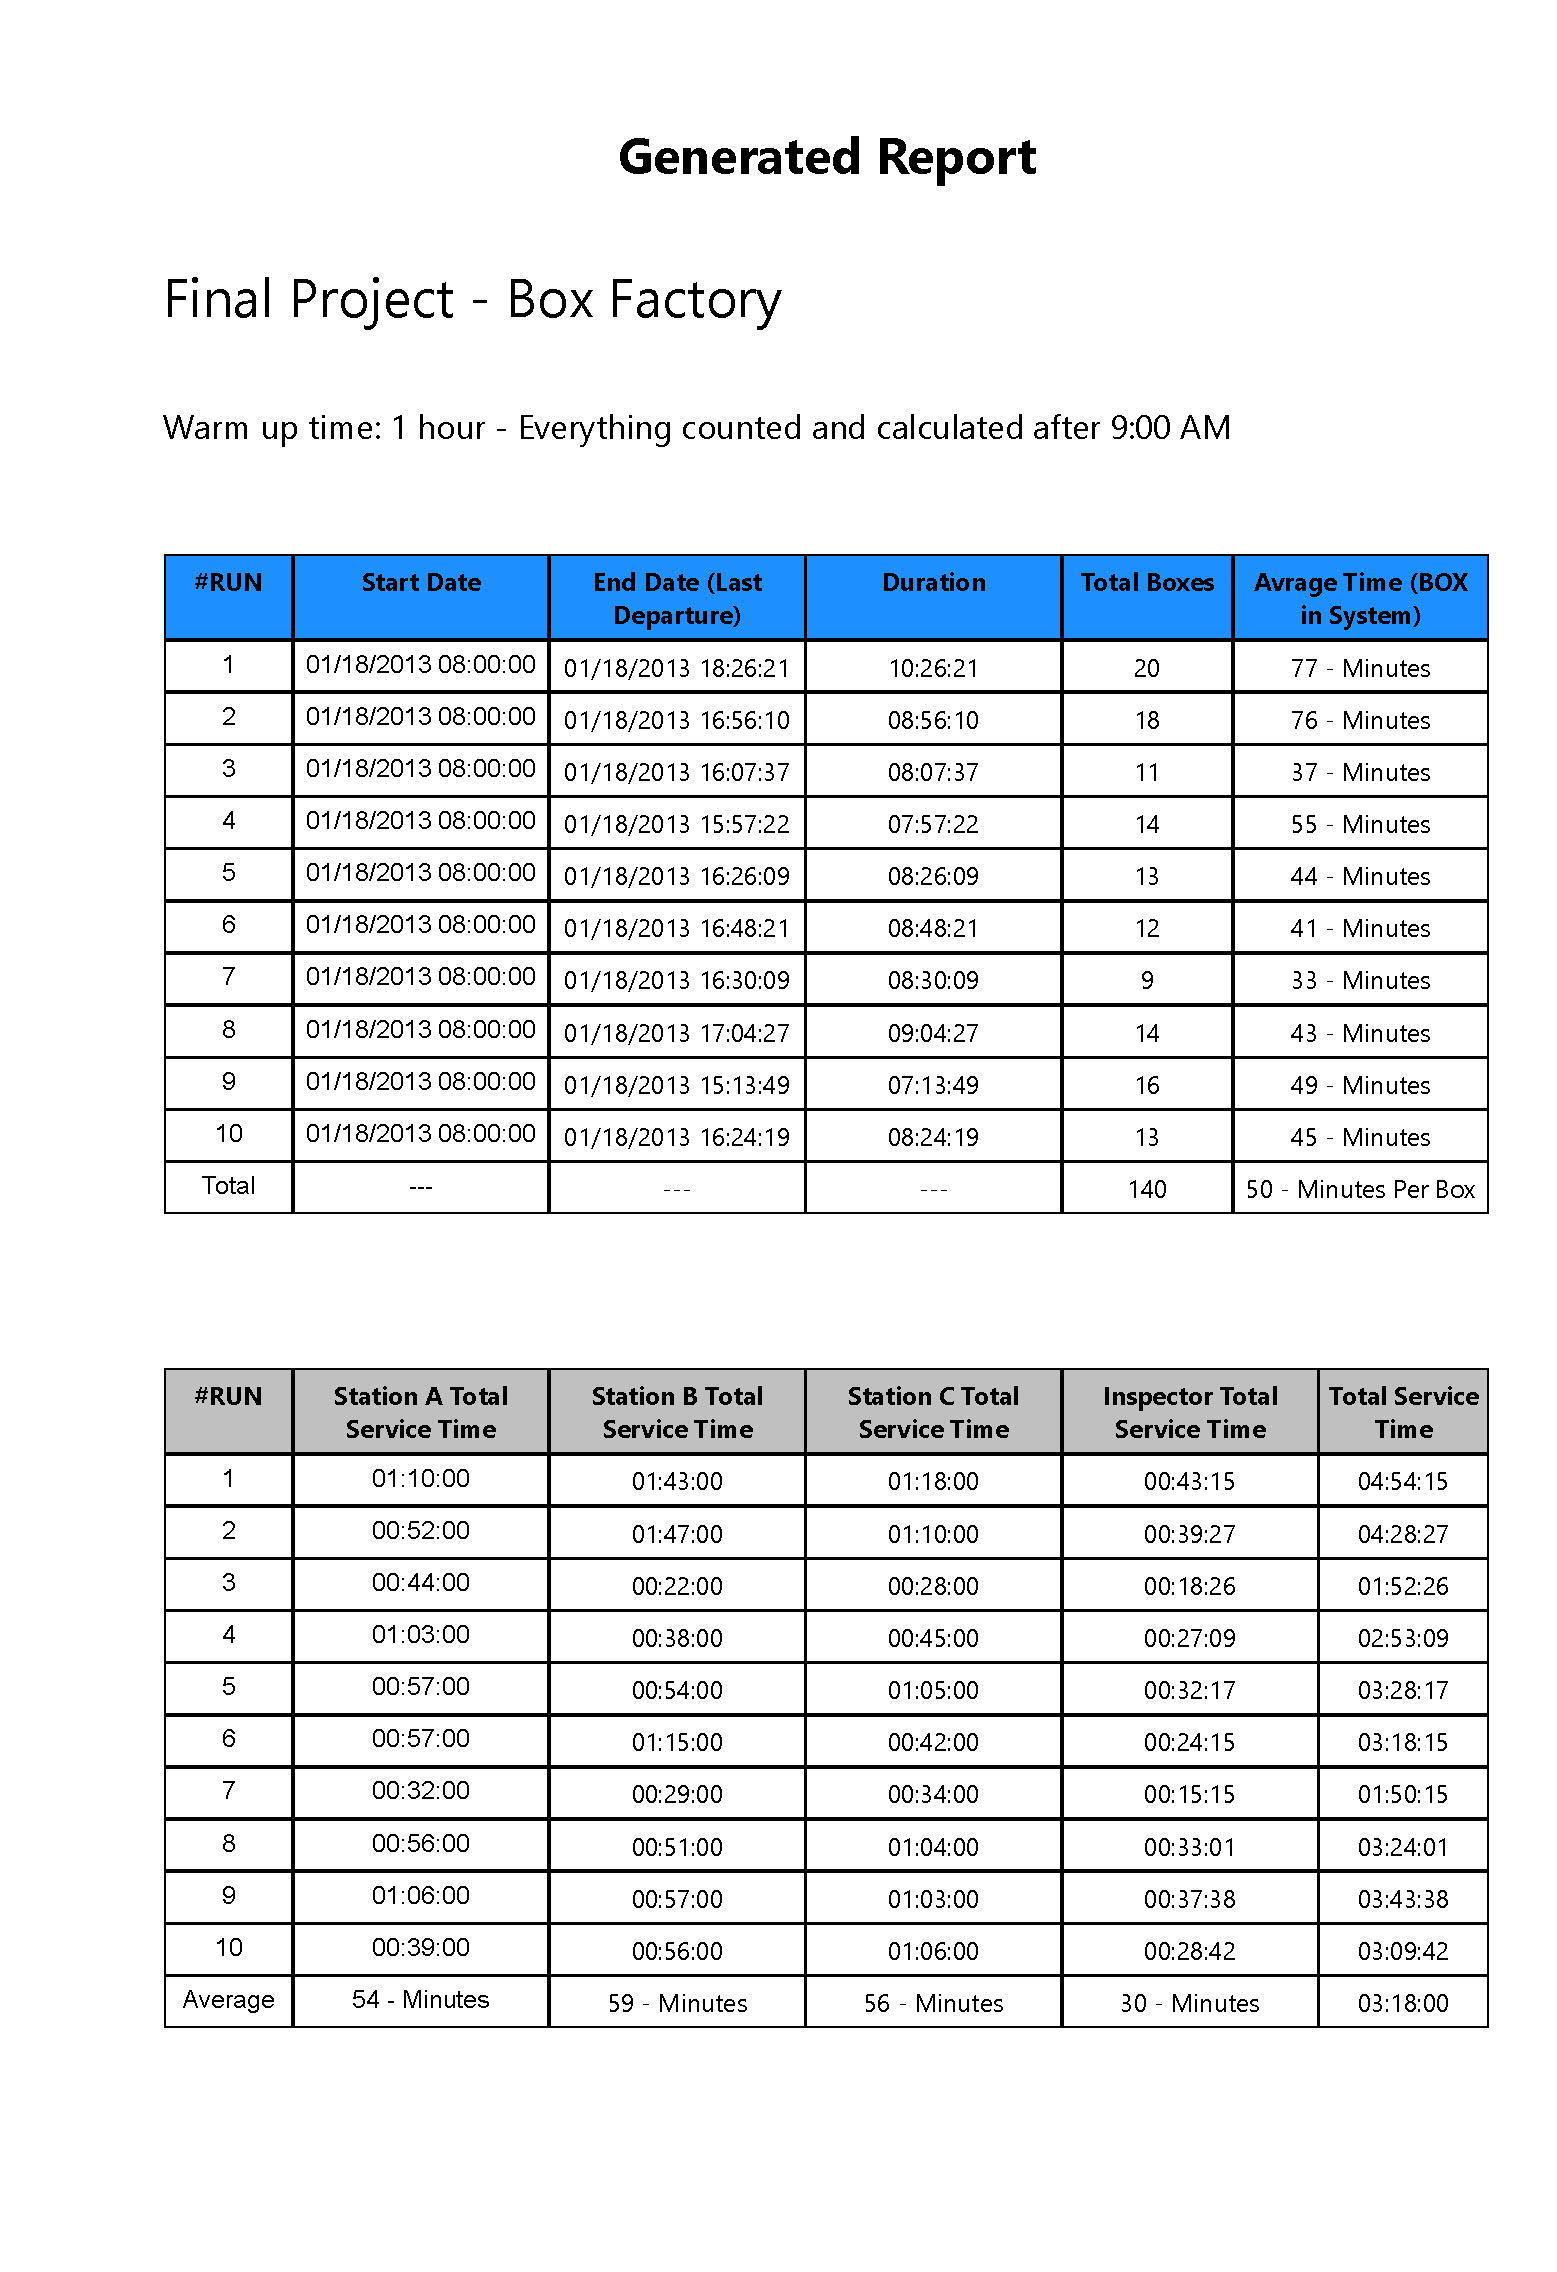 Generated Report
Final Project - Box Factory
Warm up time: 1 hour - Everything counted and calculated after 9:00 AM
#RUN Start Date End Date (Last Departure) Duration Total Boxes Avrage Time (BOX in System)
1 01/18/2013 08:00:00 01/18/2013 18:26:21 10:26:21 20 77 - Minutes
2 01/18/2013 08:00:00 01/18/2013 16:56:10 08:56:10 18 76 - Minutes
3 01/18/2013 08:00:00 01/18/2013 16:07:37 08:07:37 11 37 - Minutes
4 01/18/2013 08:00:00 01/18/2013 15:57:22 07:57:22 14 55 - Minutes
5 01/18/2013 08:00:00 01/18/2013 16:26:09 08:26:09 13 44 - Minutes
6 01/18/2013 08:00:00 01/18/2013 16:48:21 08:48:21 12 41 - Minutes
7 01/18/2013 08:00:00 01/18/2013 16:30:09 08:30:09 9 33 - Minutes
8 01/18/2013 08:00:00 01/18/2013 17:04:27 09:04:27 14 43 - Minutes
9 01/18/2013 08:00:00 01/18/2013 15:13:49 07:13:49 16 49 - Minutes
10 01/18/2013 08:00:00 01/18/2013 16:24:19 08:24:19 13 45 - Minutes
Total --- --- --- 140 50 - Minutes Per Box
#RUN Station A Total Service Time Station B Total Service Time Station C Total Service Time Inspector Total Service Time Total Service Time
1 01:10:00 01:43:00 01:18:00 00:43:15 04:54:15
2 00:52:00 01:47:00 01:10:00 00:39:27 04:28:27
3 00:44:00 00:22:00 00:28:00 00:18:26 01:52:26
4 01:03:00 00:38:00 00:45:00 00:27:09 02:53:09
5 00:57:00 00:54:00 01:05:00 00:32:17 03:28:17
6 00:57:00 01:15:00 00:42:00 00:24:15 03:18:15
7 00:32:00 00:29:00 00:34:00 00:15:15 01:50:15
8 00:56:00 00:51:00 01:04:00 00:33:01 03:24:01
9 01:06:00 00:57:00 01:03:00 00:37:38 03:43:38
10 00:39:00 00:56:00 01:06:00 00:28:42 03:09:42
Average 54 - Minutes 59 - Minutes 56 - Minutes 30 - Minutes 03:18:00